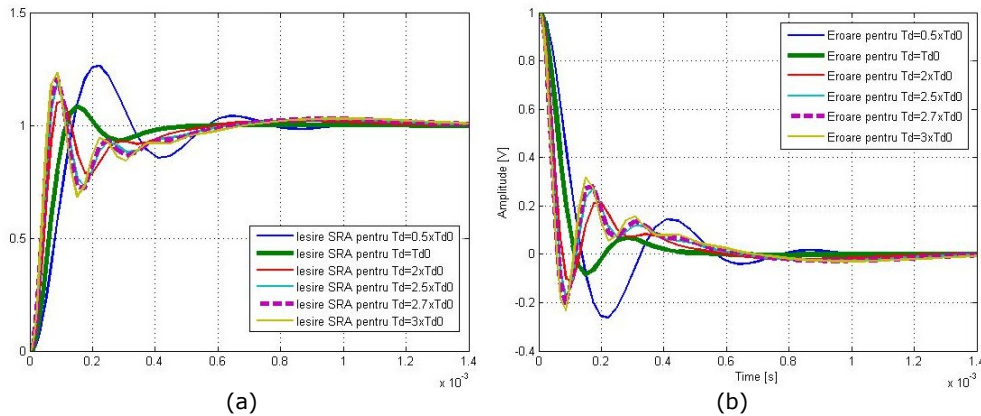 1.5
1
0.5
0
Iesire SRA pentru Td=0.5xTd0
Iesire SRA pentru Td=Td0
Iesire SRA pentru Td=2xTd0
Iesire SRA pentru Td=2.5xTd0
Iesire SRA pentru Td=2.7xTd0
Iesire SRA pentru Td=3xTd0
0 0.2 0.4 0.6 0.8 1 1.2 1.4
x 10⁻³
(a)
1
0.8
0.6
0.4
0.2
0
-0.2
-0.4
Amplitude [V]
Eroare pentru Td=0.5xTd0
Eroare pentru Td=Td0
Eroare pentru Td=2xTd0
Eroare pentru Td=2.5xTd0
Eroare pentru Td=2.7xTd0
Eroare pentru Td=3xTd0
0 0.2 0.4 0.6 0.8 1 1.2 1.4
Time [s]
x 10⁻³
(b)